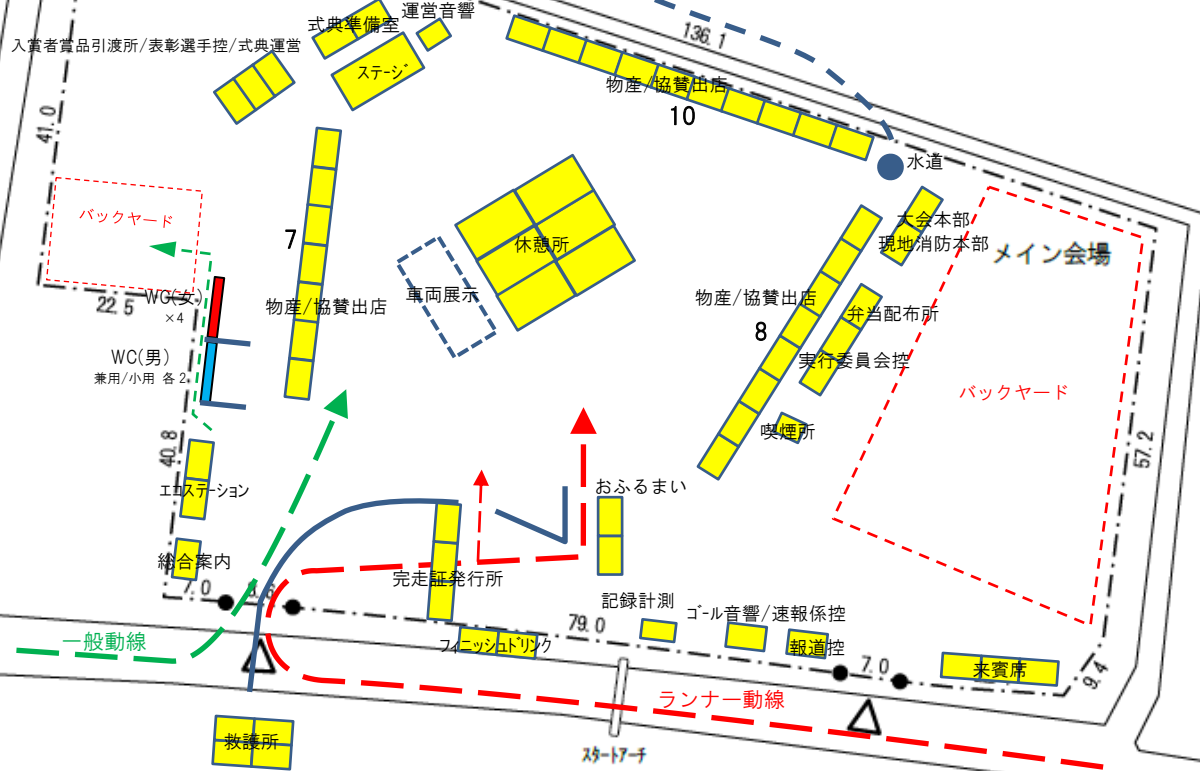 運営音響
式典準備室
136.1
入賞者賞品引渡所/表彰選手控/式典運営
ステージ
物産/協賛出店
10
41.0
水道
バックヤード
大会本部
現地消防本部
メイン会場
7
休憩所
車両展示
WC(女)
×4
22.5
物産/協賛出店
物産/協賛出店
8
弁当配布所
WC(男)
兼用/小用 各2
実行委員会控
バックヤード
喫煙所
40.8
57.2
エコステーション
おふるまい
総合案内
7.0
完走証発行所
記録計測
ゴール音響/速報係控
79.0
一般動線
フィニッシュドリンク
報道控
7.0
来賓席
9.4
ランナー動線
救護所
スタートアーチ